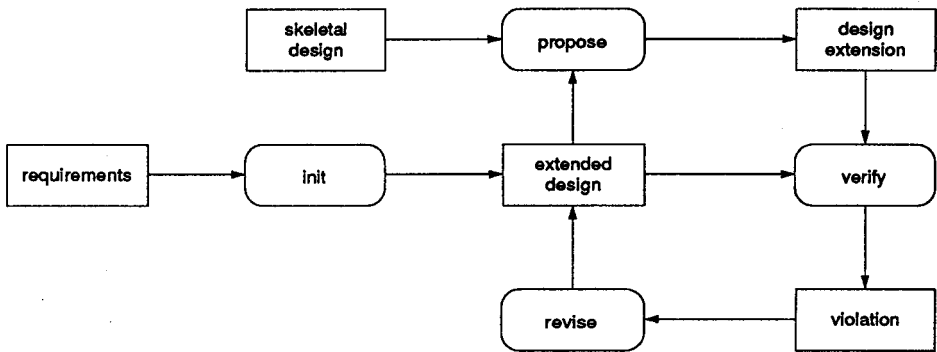 skeletal
design
propose
design
extension
requirements
init
extended
design
verify
revise
violation